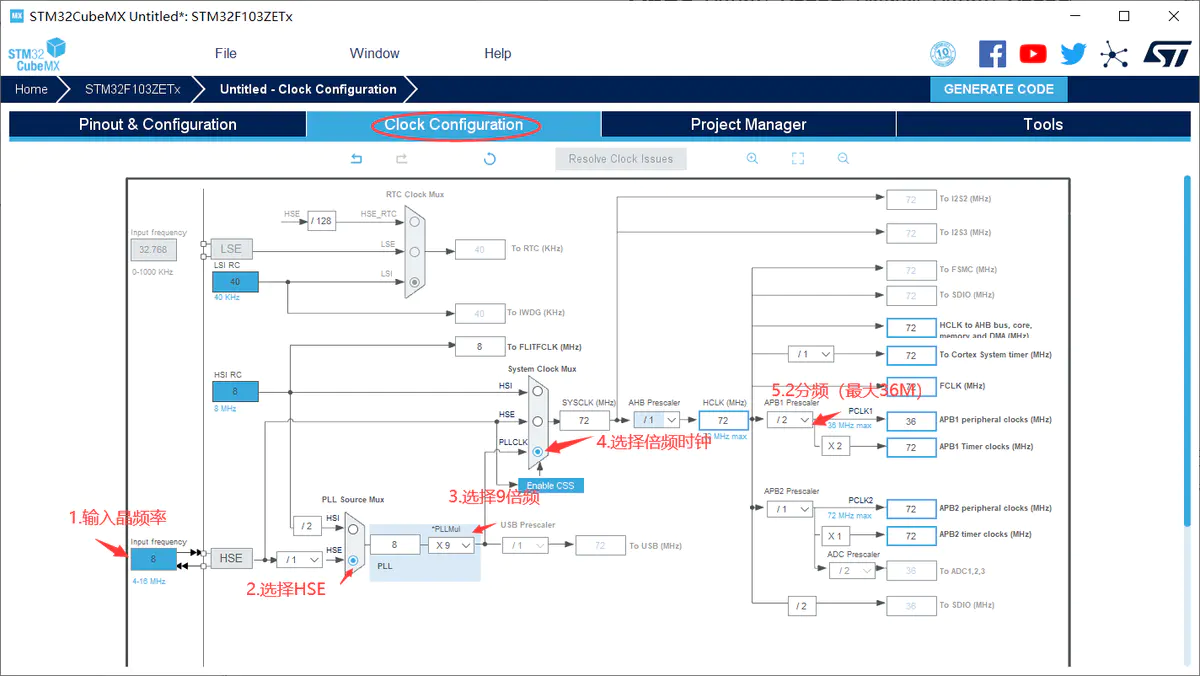 STM32CubeMX Untitled*: STM32F103ZETx
STM32 CubeMX
File Window Help
10
Home STM32F103ZETx Untitled - Clock Configuration GENERATE CODE
Pinout & Configuration Clock Configuration Project Manager Tools
Resolve Clock Issues
RTC Clock Mux
HSE / 128 HSE_RTC
72 To I2S2 (MHz)
Input frequency
32.768
0-1000 KHz
LSE
LSE
40 To RTC (KHz)
72 To I2S3 (MHz)
LSI RC
40
40 KHz
LSI
72 To FSMC (MHz)
72 To SDIO (MHz)
40 To IWDG (KHz)
72 HCLK to AHB bus, core,
memory and DMA (MHz)
8 To FLITFCLK (MHz)
/ 1 72 To Cortex System timer (MHz)
System Clock Mux
HSI RC
8
8 MHz
HSI
FCLK (MHz)
5.2分频（最大36M）
HSE
SYSCLK (MHz)
72
AHB Prescaler
/ 1
HCLK (MHz)
72
72 MHz max
APB1 Prescaler
/ 2
PCLK1
36 MHz max
36 APB1 peripheral clocks (MHz)
X 2 72 APB1 Timer clocks (MHz)
PLLCLK
4.选择倍频时钟
Enable CSS
3.选择9倍频
APB2 Prescaler
/ 1
PCLK2
72 MHz max
72 APB2 peripheral clocks (MHz)
X 1 72 APB2 timer clocks (MHz)
PLL Source Mux
/ 2 HSI
*PLLMul
USB Prescaler
1.输入晶频率
Input frequency
8
4-16 MHz
HSE
/ 1 HSE
8 X 9
PLL
/ 1 72 To USB (MHz)
2.选择HSE
ADC Prescaler
/ 2 36 To ADC1,2,3
/ 2 36 To SDIO (MHz)